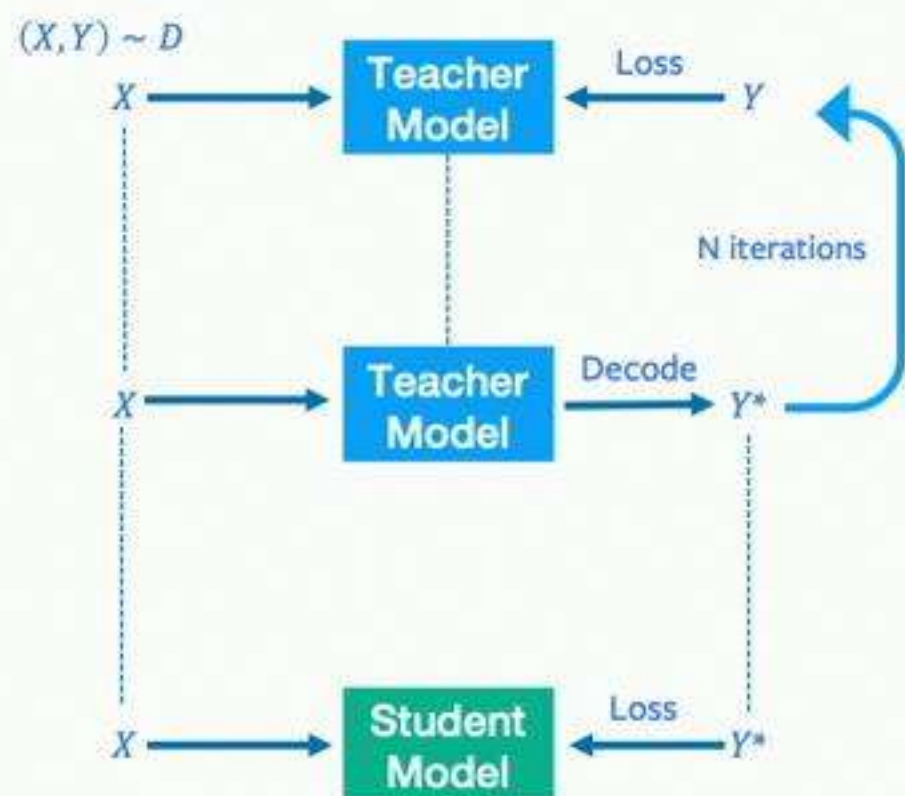 (X,Y) ~ D
X
Teacher
Model
Loss
Y
N iterations
X
Teacher
Model
Decode
Y*
X
Student
Model
Loss
Y*